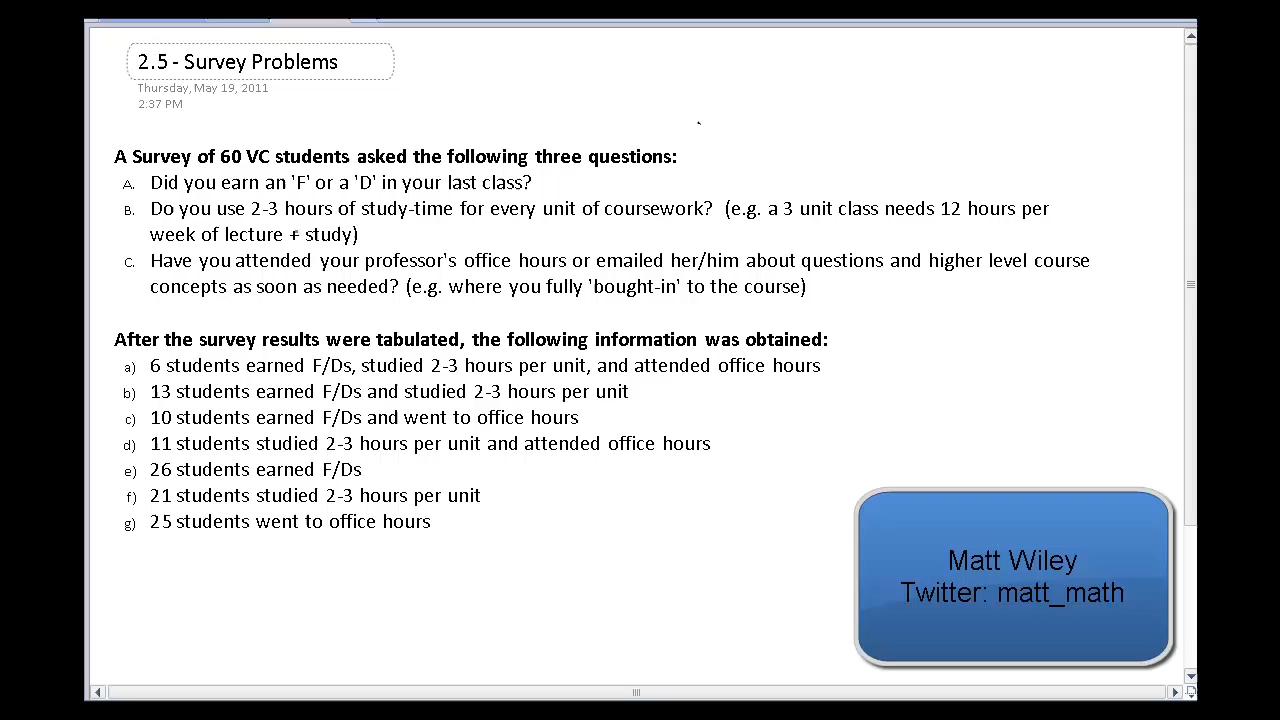 2.5 - Survey Problems
Thursday, May 19, 2011
2:37 PM
A Survey of 60 VC students asked the following three questions:
A. Did you earn an 'F' or a 'D' in your last class?
B. Do you use 2-3 hours of study-time for every unit of coursework? (e.g. a 3 unit class needs 12 hours per
week of lecture + study)
C. Have you attended your professor's office hours or emailed her/him about questions and higher level course
concepts as soon as needed? (e.g. where you fully 'bought-in' to the course)
After the survey results were tabulated, the following information was obtained:
a) 6 students earned F/Ds, studied 2-3 hours per unit, and attended office hours
b) 13 students earned F/Ds and studied 2-3 hours per unit
c) 10 students earned F/Ds and went to office hours
d) 11 students studied 2-3 hours per unit and attended office hours
e) 26 students earned F/Ds
f) 21 students studied 2-3 hours per unit
g) 25 students went to office hours
Matt Wiley
Twitter: matt_math